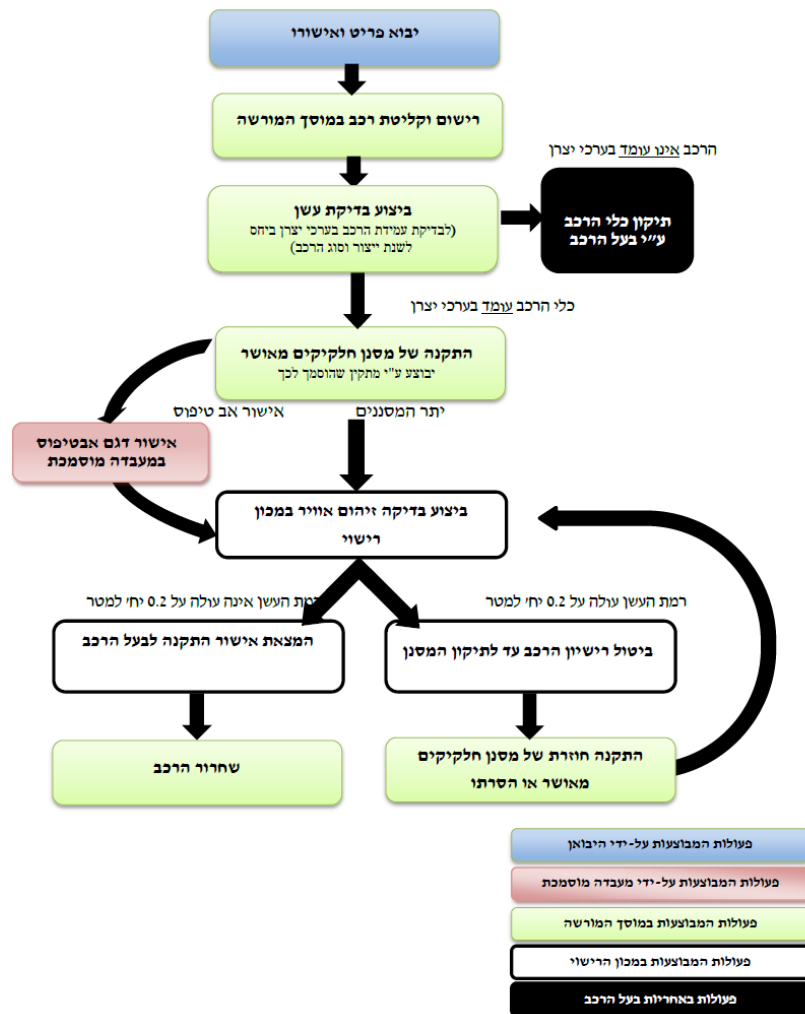 יבוא פריט ואישורו
רישום וקליטת רכב במוסך המורשה
הרכב אינו עומד בערכי יצרן
ביצוע בדיקת עשן
(לבדיקת עמידת הרכב בערכי יצרן ביחס
לשנת ייצור וסוג הרכב)
תיקון כלי הרכב
ע״י בעל הרכב
כלי הרכב עומד בערכי יצרן
התקנה של מסנן חלקיקים מאושר
יבוצע ע"י מתקין שהוסמך לכך
יתר המסננים
אישור אב טיפוס
אישור דגם אבטיפוס
במעבדה מוסמכת
ביצוע בדיקה זיהום אוויר במכון
רישוי
רמת העשן עולה על 0.2 יח׳ למטר
רמת העשן אינה עולה על 0.2 יח׳ למטר
ביטול רישיון הרכב עד לתיקון המסנן
המצאת אישור התקנה לבעל הרכב
התקנה חוזרת של מסנן חלקיקים
מאושר או הסרתו
שחרור הרכב
פעולות המבוצעות על-ידי היבואן
פעולות המבוצעות על-ידי מעבדה מוסמכת
פעולות המבוצעות במוסך המורשה
פעולות המבוצעות במכון הרישוי
פעולות באחריות בעל הרכב